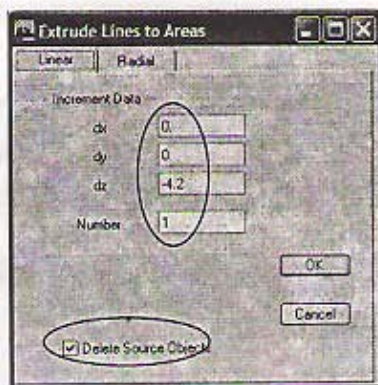 Extrude Lines to Areas
Linear Radial
Increment Data
dx 0.
dy 0
dz -4.2
Number 1
OK
Cancel
Delete Source Object